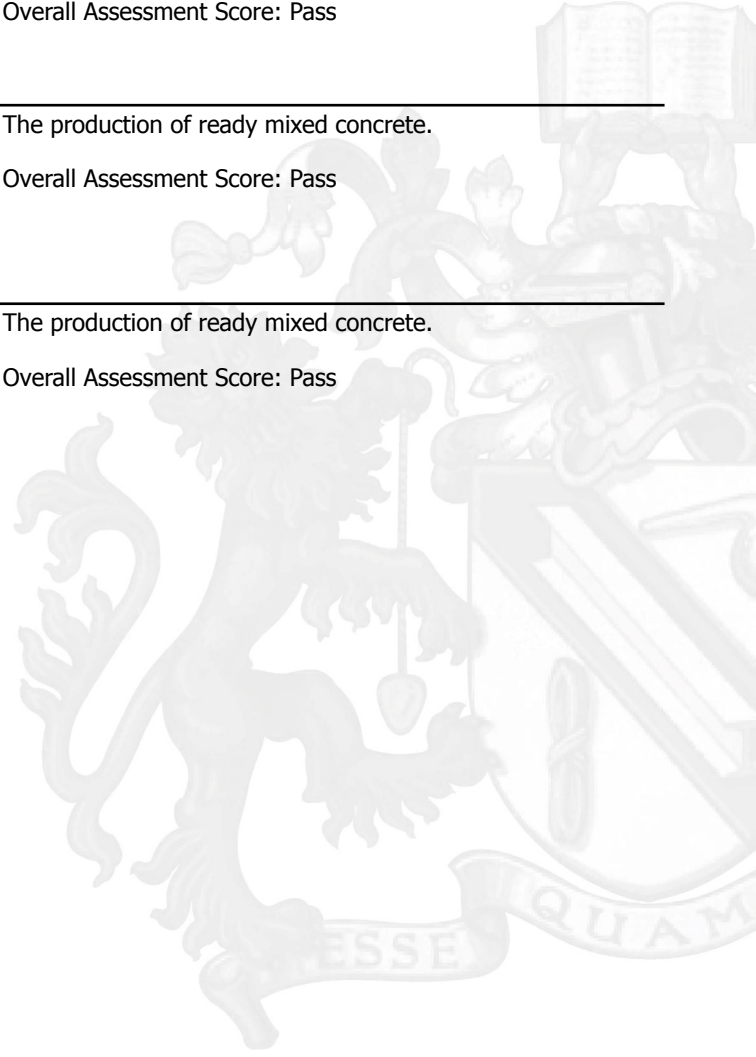 Overall Assessment Score: Pass
The production of ready mixed concrete.
Overall Assessment Score: Pass
The production of ready mixed concrete.
Overall Assessment Score: Pass
ESSE QUAM